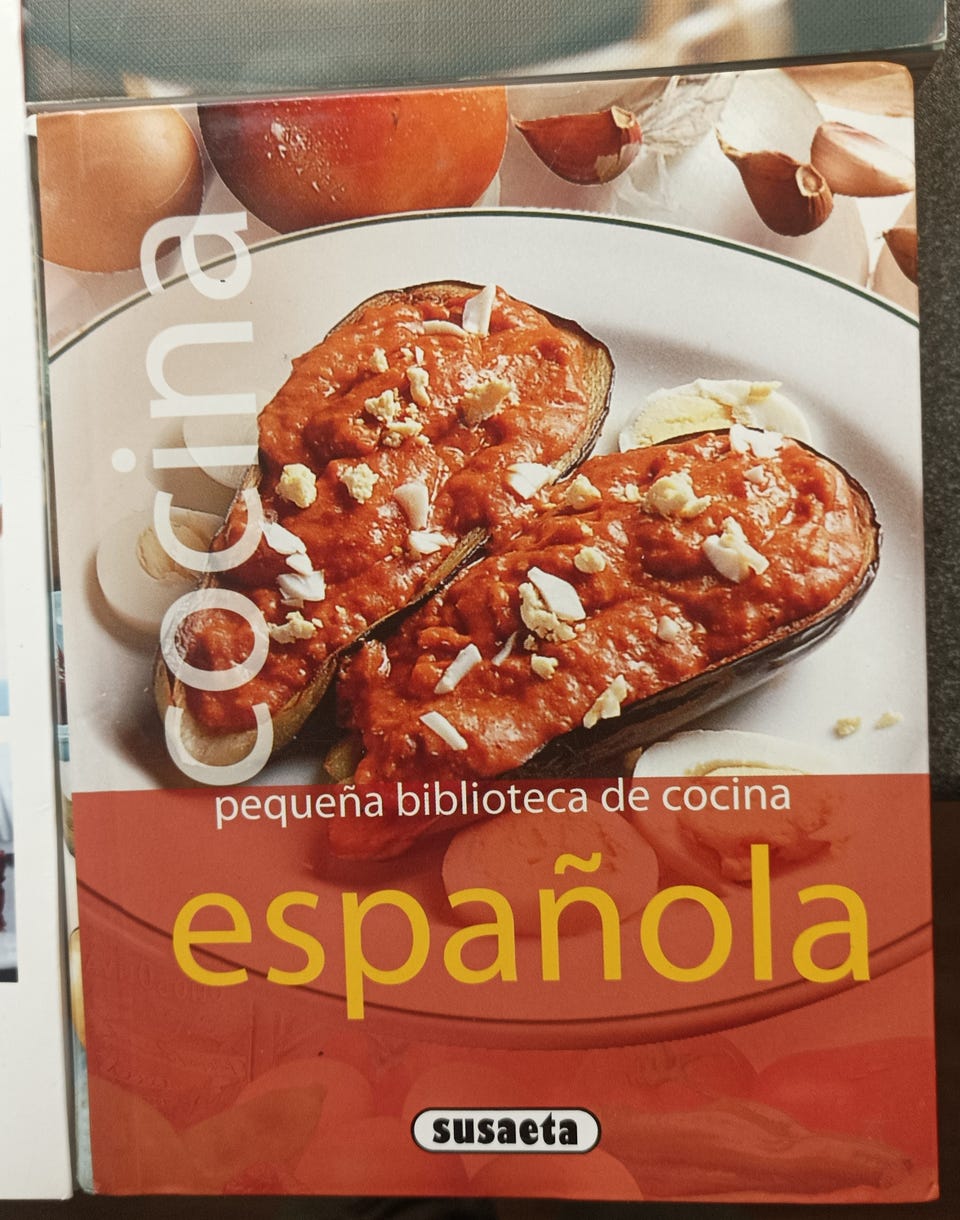 cocina
pequeña biblioteca de cocina
española
susaeta